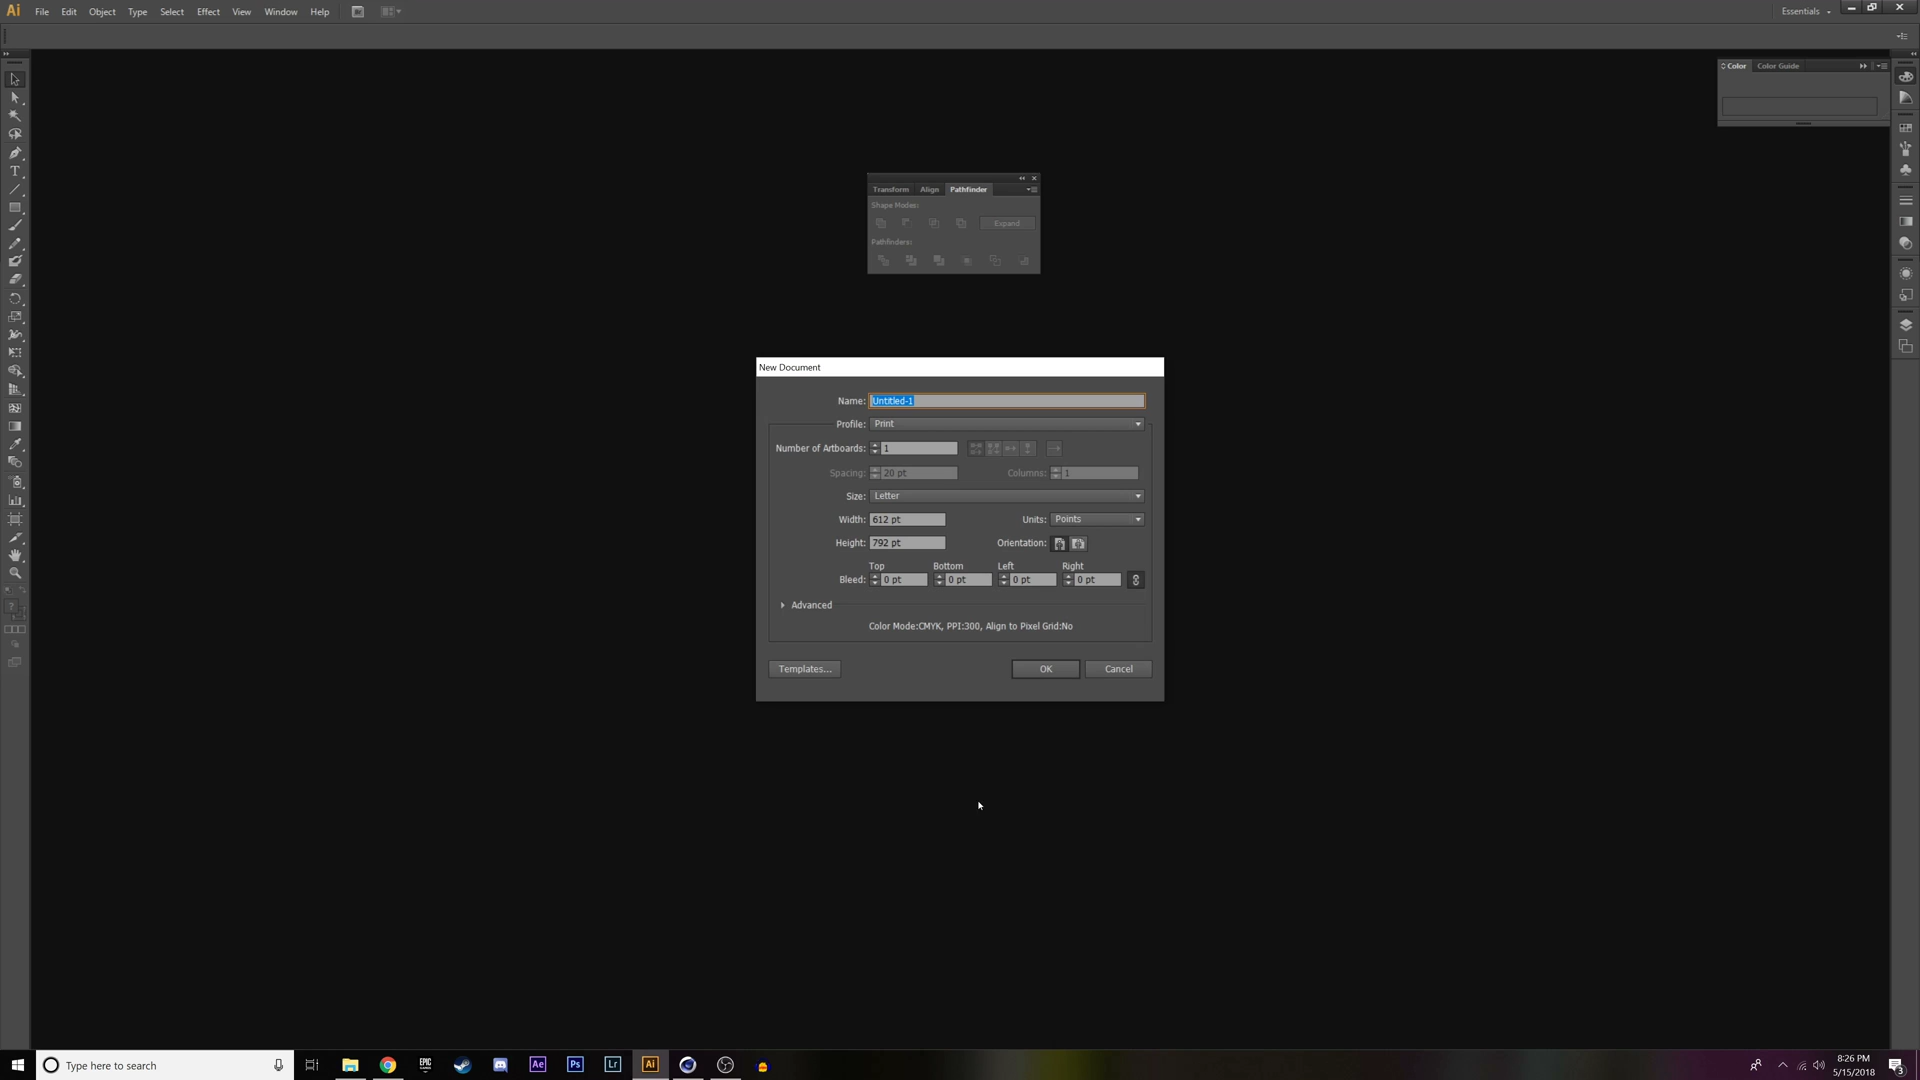 Ai File Edit Object Type Select Effect View Window Help Essentials
Color Color Guide
Transform Align Pathfinder
Shape Modes:
Expand
Pathfinders:
New Document
Name: Untitled-1
Profile: Print
Number of Artboards: 1
Spacing: 20 pt Columns: 1
Size: Letter
Width: 612 pt Units: Points
Height: 792 pt Orientation:
Top Bottom Left Right
Bleed: 0 pt 0 pt 0 pt 0 pt
Advanced
Color Mode:CMYK, PPI:300, Align to Pixel Grid:No
Templates... OK Cancel
T
?
Type here to search EPIC GAMES Ae Ps Lr Ai 8:26 PM
5/15/2018 3